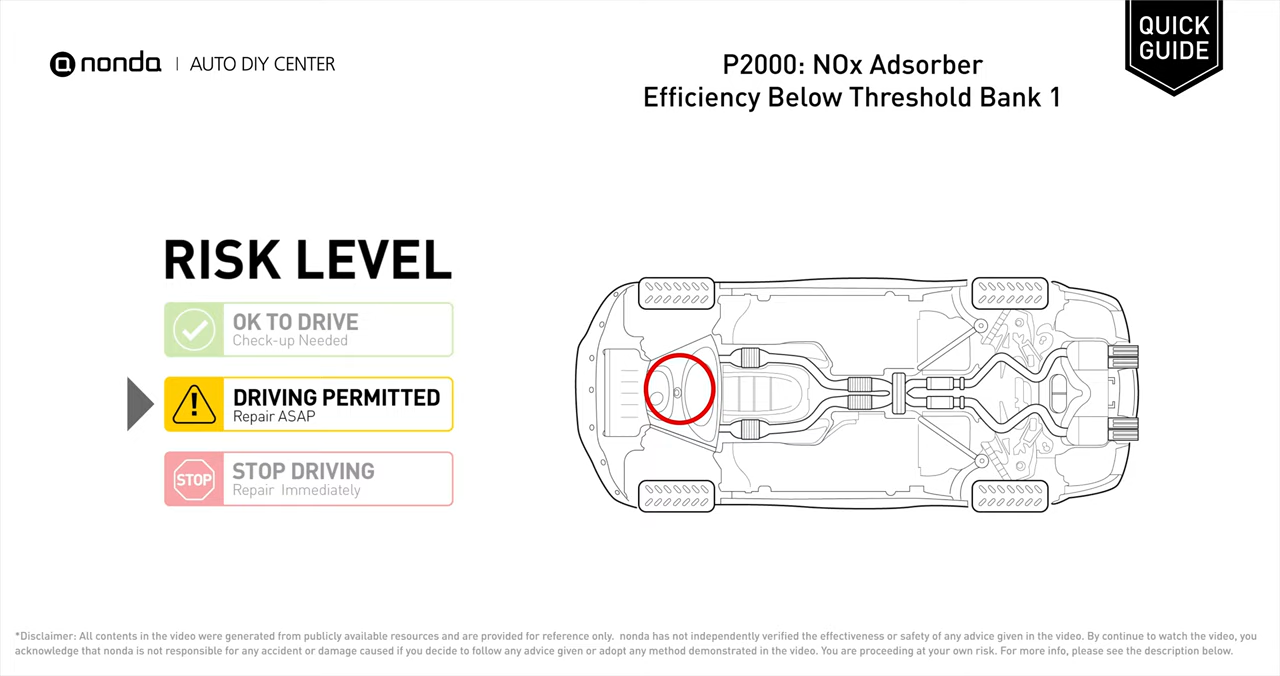 nonda | AUTO DIY CENTER
P2000: NOx Adsorber
Efficiency Below Threshold Bank 1
QUICK
GUIDE
RISK LEVEL
OK TO DRIVE
Check-up Needed
DRIVING PERMITTED
Repair ASAP
STOP
STOP DRIVING
Repair Immediately
*Disclaimer: All contents in the video were generated from publicly available resources and are provided for reference only. nonda has not independently verified the effectiveness or safety of any advice given in the video. By continue to watch the video, you
acknowledge that nonda is not responsible for any accident or damage caused if you decide to follow any advice given or adopt any method demonstrated in the video. You are proceeding at your own risk. For more info, please see the description below.